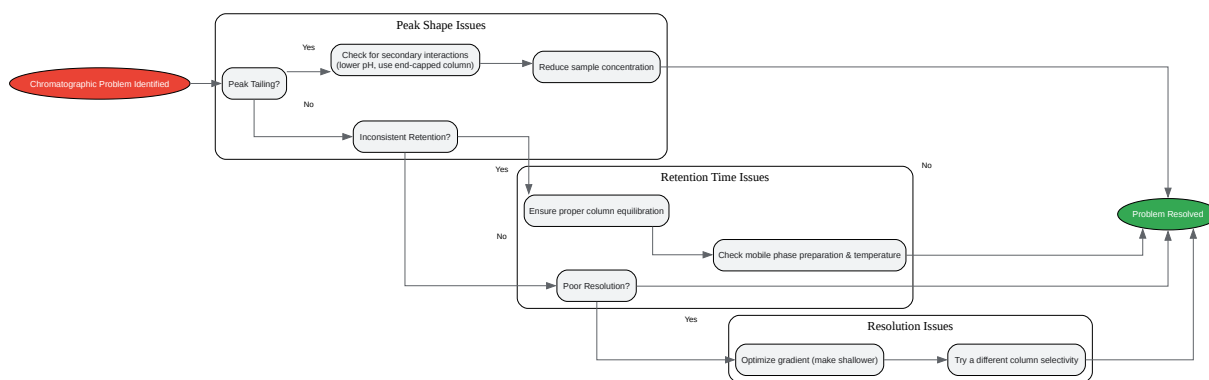 Peak Shape Issues
Chromatographic Problem Identified
Peak Tailing?
Yes
Check for secondary interactions
(lower pH, use end-capped column)
Reduce sample concentration
No
Inconsistent Retention?
Yes
Retention Time Issues
No
Ensure proper column equilibration
Problem Resolved
No
Check mobile phase preparation & temperature
Poor Resolution?
Yes
Resolution Issues
Optimize gradient (make shallower)
Try a different column selectivity